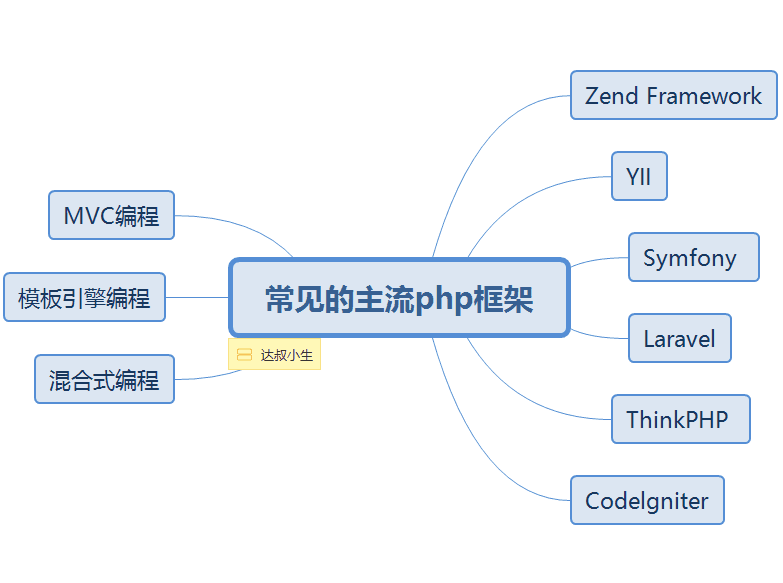 常见的主流php框架
达叔小生
MVC编程
模板引擎编程
混合式编程
Zend Framework
YII
Symfony
Laravel
ThinkPHP
CodeIgniter